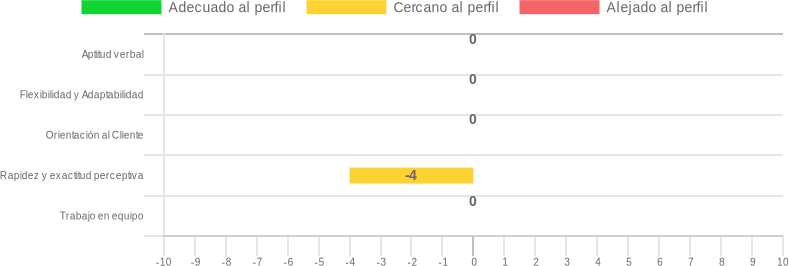 Adecuado al perfil Cercano al perfil Alejado al perfil
0
Aptitud verbal
0
Flexibilidad y Adaptabilidad
0
Orientación al Cliente
Rapidez y exactitud perceptiva -4
0
Trabajo en equipo
-10 -9 -8 -7 -6 -5 -4 -3 -2 -1 0 1 2 3 4 5 6 7 8 9 10